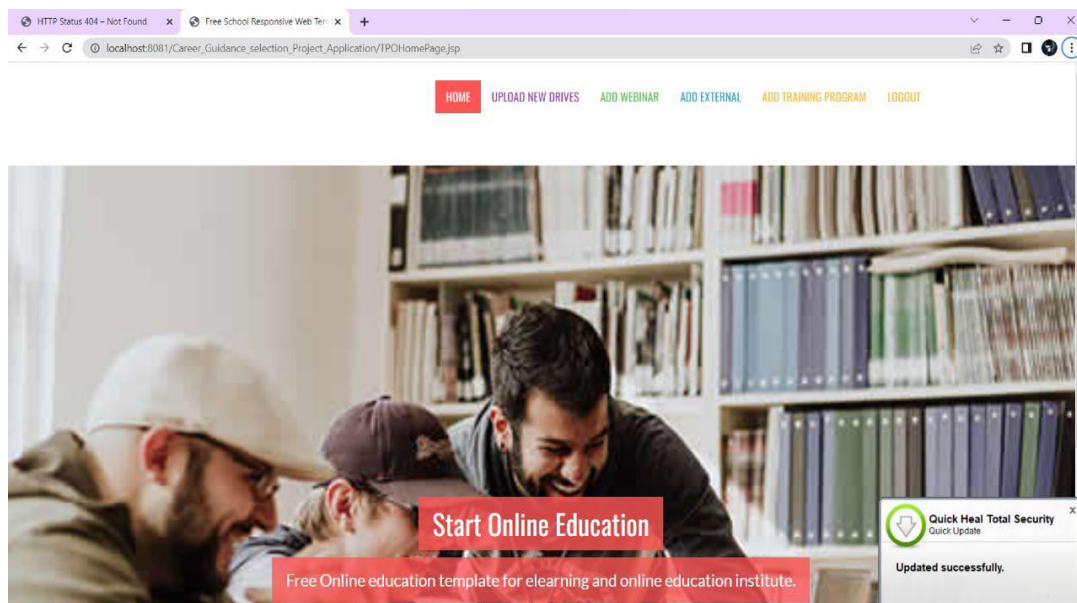 HTTP Status 404 – Not Found
Free School Responsive Web Tem
localhost:8081/Career_Guidance_selection_Project_Application/TPOHomePage.jsp
HOME UPLOAD NEW DRIVES ADD WEBINAR ADD EXTERNAL ADD TRAINING PROGRAM LOGOUT
Start Online Education
Free Online education template for elearning and online education institute.
Quick Heal Total Security
Quick Update
Updated successfully.